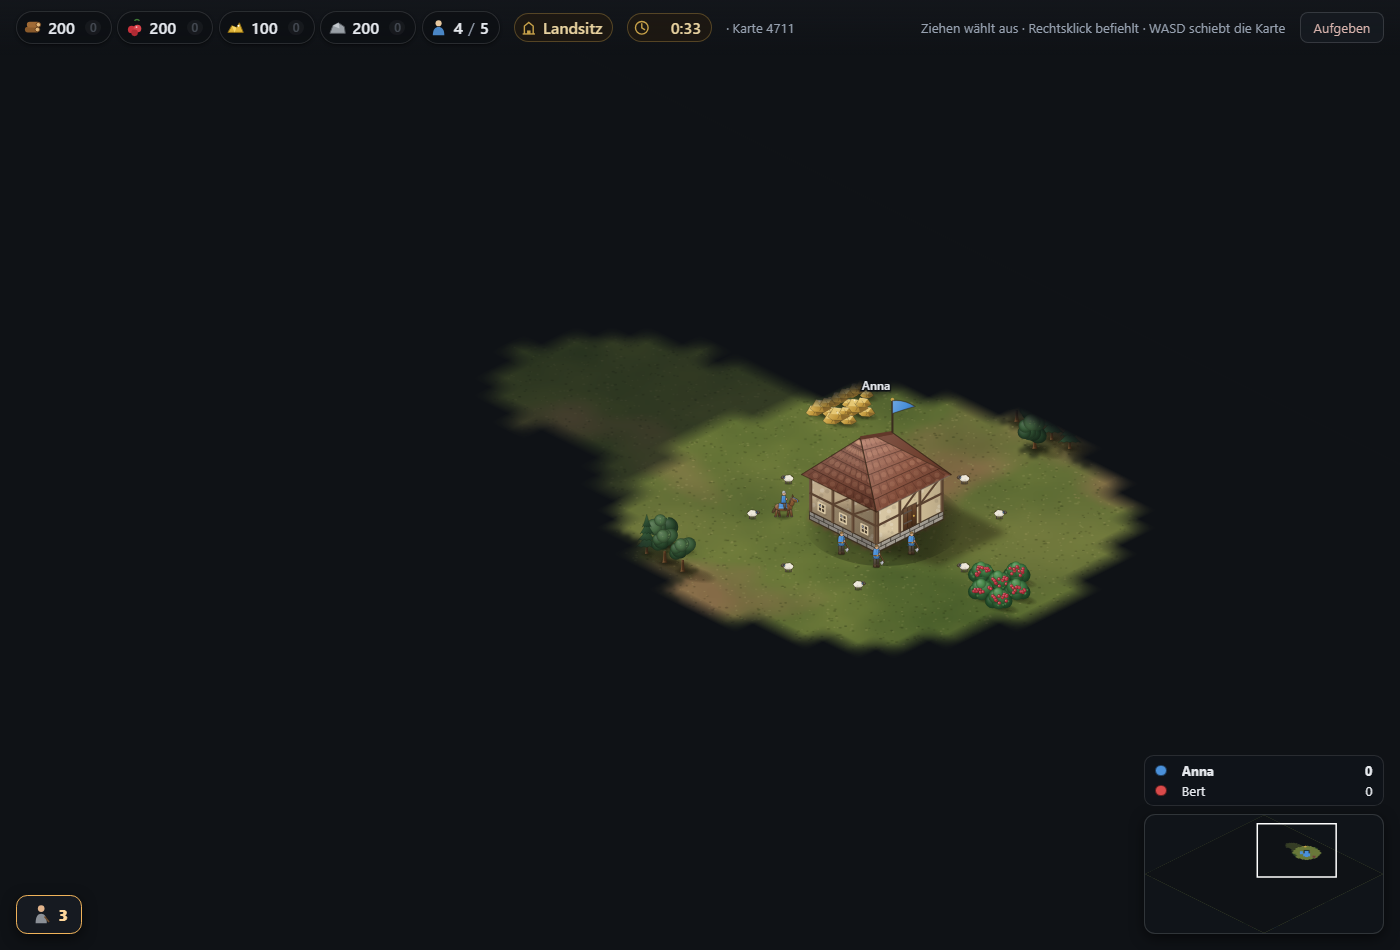 200 0 200 0 100 0 200 0 4 / 5 Landsitz 0:33 · Karte 4711 Ziehen wählt aus · Rechtsklick befiehlt · WASD schiebt die Karte Aufgeben
Anna
Anna 0
Bert 0
3